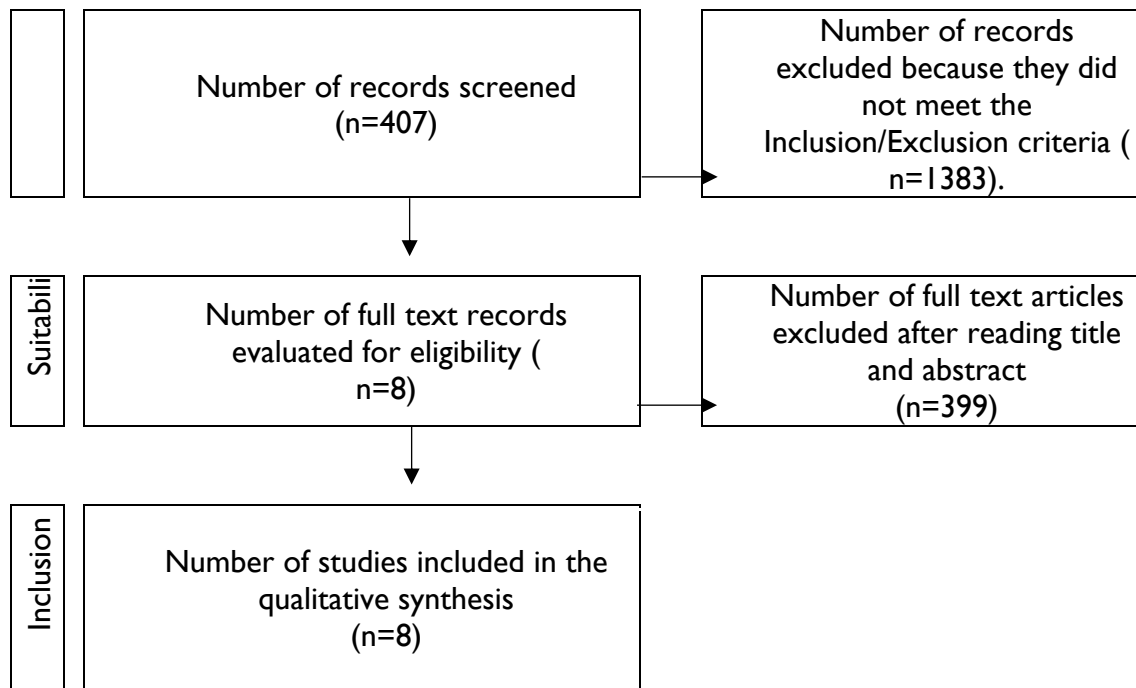 Number of records screened
(n=407)
Number of records
excluded because they did
not meet the
Inclusion/Exclusion criteria (
n=1383).
Suitabili
Number of full text records
evaluated for eligibility (
n=8)
Number of full text articles
excluded after reading title
and abstract
(n=399)
Inclusion
Number of studies included in the
qualitative synthesis
(n=8)